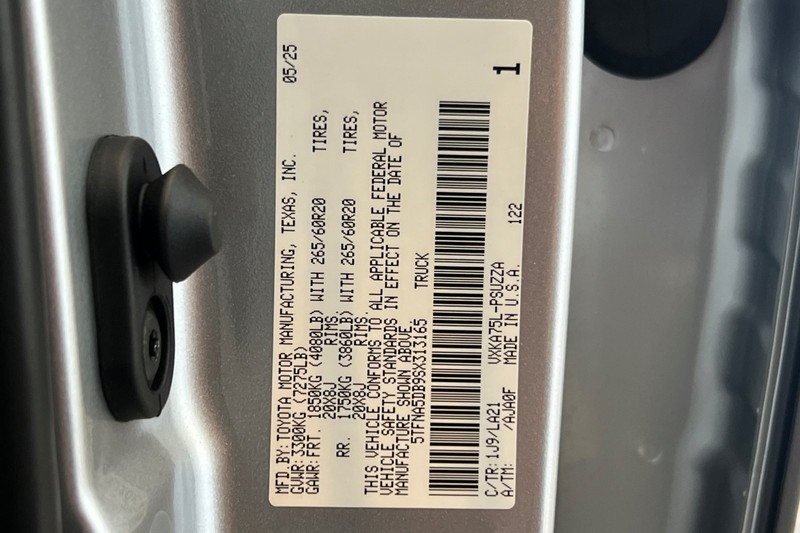 MFD.BY:TOYOTA MOTOR MANUFACTURING, TEXAS, INC. 05/25
GVWR:3300KG (7275LB)
GAWR:FRT. 1850KG (4080LB) WITH 265/60R20 TIRES,
20X8J RIMS.
RR. 1750KG (3860LB) WITH 265/60R20 TIRES,
20X8J RIMS.
THIS VEHICLE CONFORMS TO ALL APPLICABLE FEDERAL MOTOR
VEHICLE SAFETY STANDARDS IN EFFECT ON THE DATE OF
MANUFACTURE SHOWN ABOVE.
5TFNA5DB9SX313165 TRUCK
1
C/TR:1J9/LA21 VXKA75L-PSUZZA
A/TM: /AJA0F MADE IN U.S.A. 122